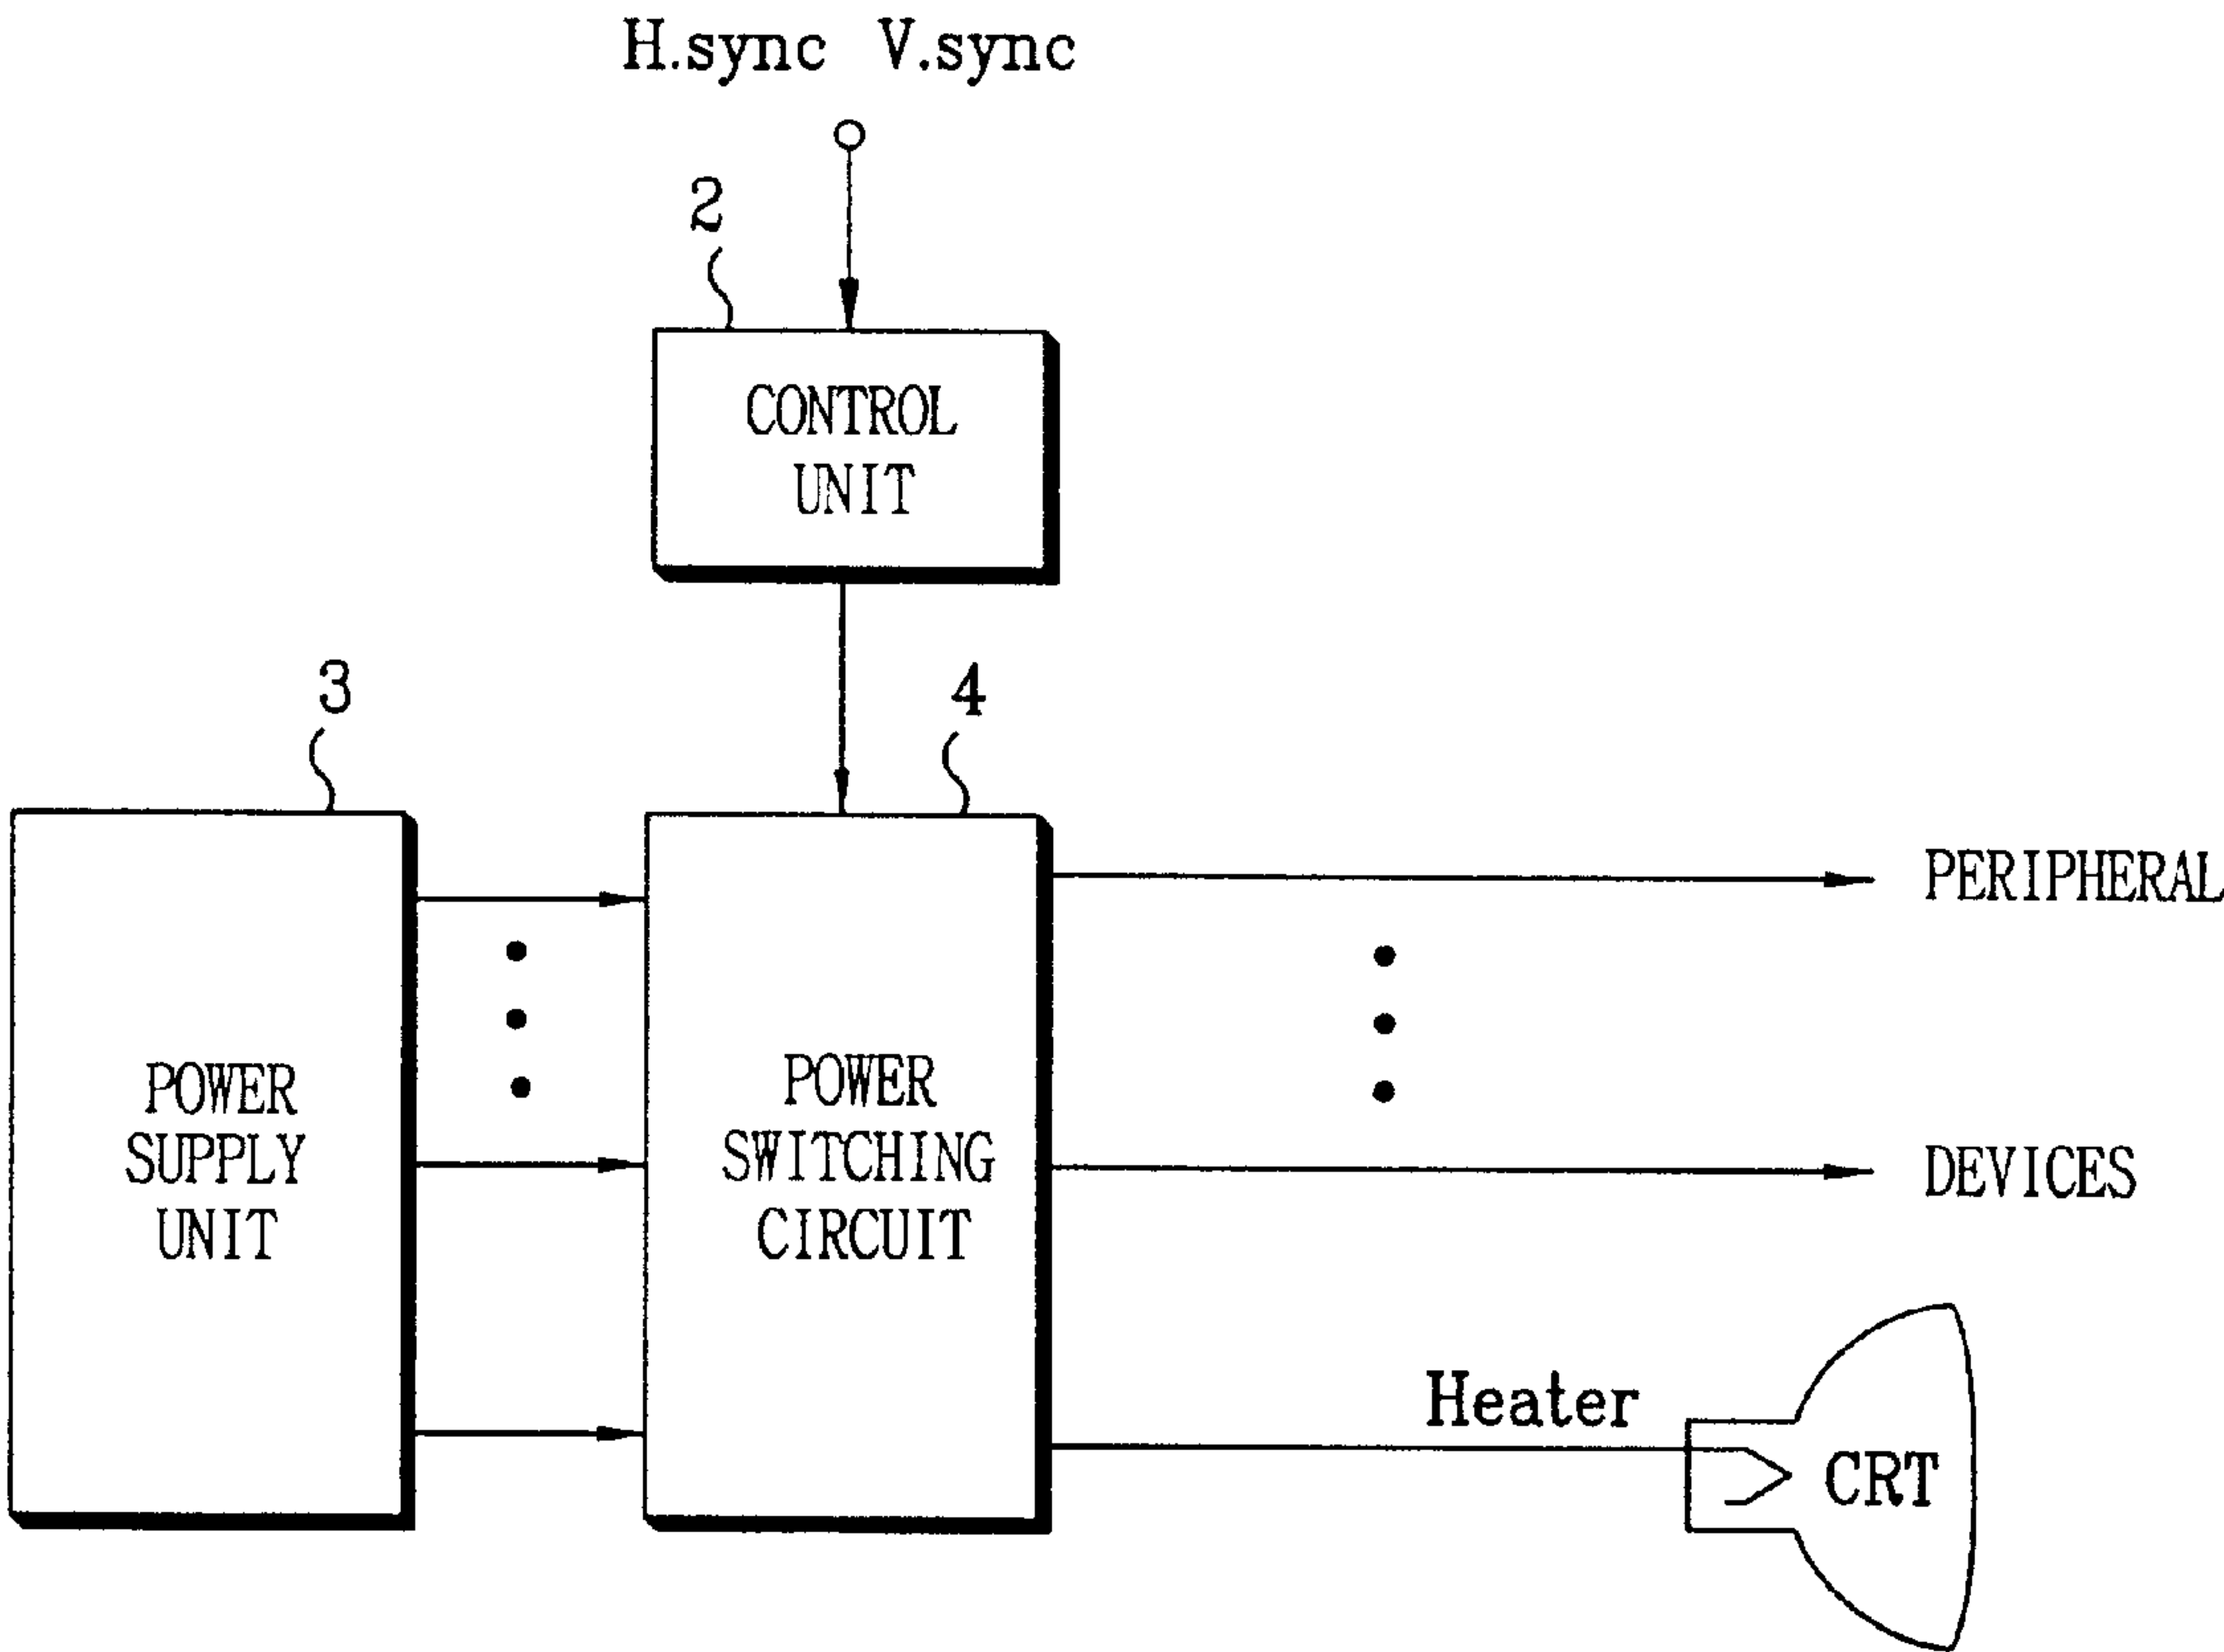 H.sync V.sync
2
CONTROL
UNIT
3
4
POWER
SUPPLY
UNIT
POWER
SWITCHING
CIRCUIT
PERIPHERAL
DEVICES
Heater
CRT